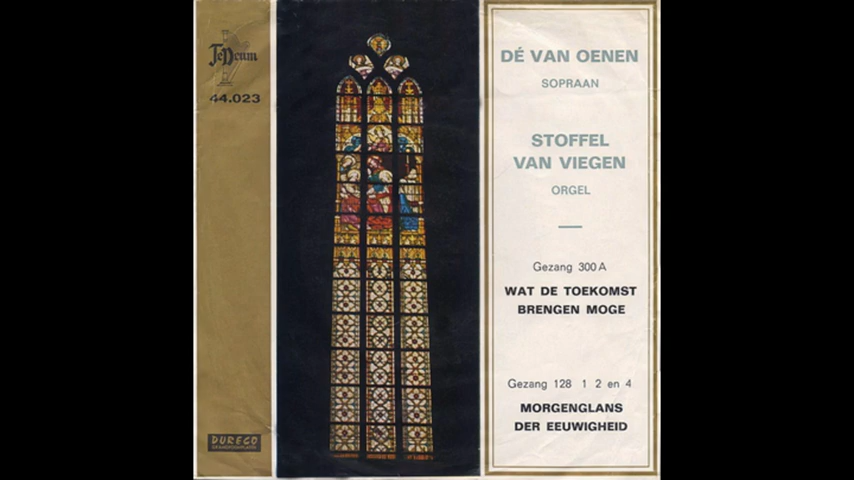 TeDeum
44.023
DURECO
DÉ VAN OENEN
SOPRAAN
STOFFEL
VAN VIEGEN
ORGEL
Gezang 300 A
WAT DE TOEKOMST
BRENGEN MOGE
Gezang 128 1 2 en 4
MORGENGLANS
DER EEUWIGHEID